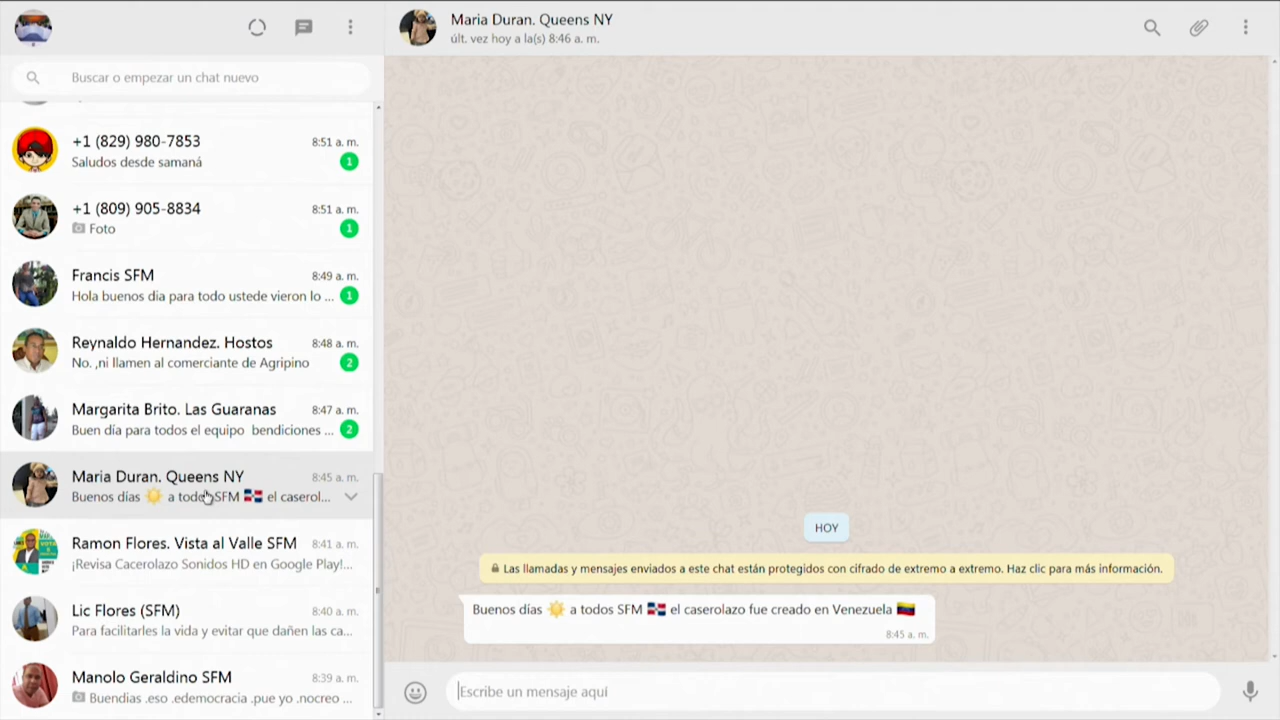 Buscar o empezar un chat nuevo
+1 (829) 980-7853 8:51 a. m.
Saludos desde samaná 1
+1 (809) 905-8834 8:51 a. m.
Foto 1
Francis SFM 8:49 a. m.
Hola buenos dia para todo ustede vieron lo ... 1
Reynaldo Hernandez. Hostos 8:48 a. m.
No. ,ni llamen al comerciante de Agripino 2
Margarita Brito. Las Guaranas 8:47 a. m.
Buen día para todos el equipo bendiciones ... 2
Maria Duran. Queens NY 8:45 a. m.
Buenos días ☀️ a todos SFM 🇩🇴 el caserol...
Ramon Flores. Vista al Valle SFM 8:41 a. m.
¡Revisa Cacerolazo Sonidos HD en Google Play!...
Lic Flores (SFM) 8:40 a. m.
Para facilitarles la vida y evitar que dañen las ca...
Manolo Geraldino SFM 8:39 a. m.
Buendias .eso .edemocracia .pue yo .nocreo ...
Maria Duran. Queens NY
últ. vez hoy a la(s) 8:46 a. m.
HOY
Las llamadas y mensajes enviados a este chat están protegidos con cifrado de extremo a extremo. Haz clic para más información.
Buenos días ☀️ a todos SFM 🇩🇴 el caserolazo fue creado en Venezuela 🇻🇪
8:45 a. m.
Escribe un mensaje aquí